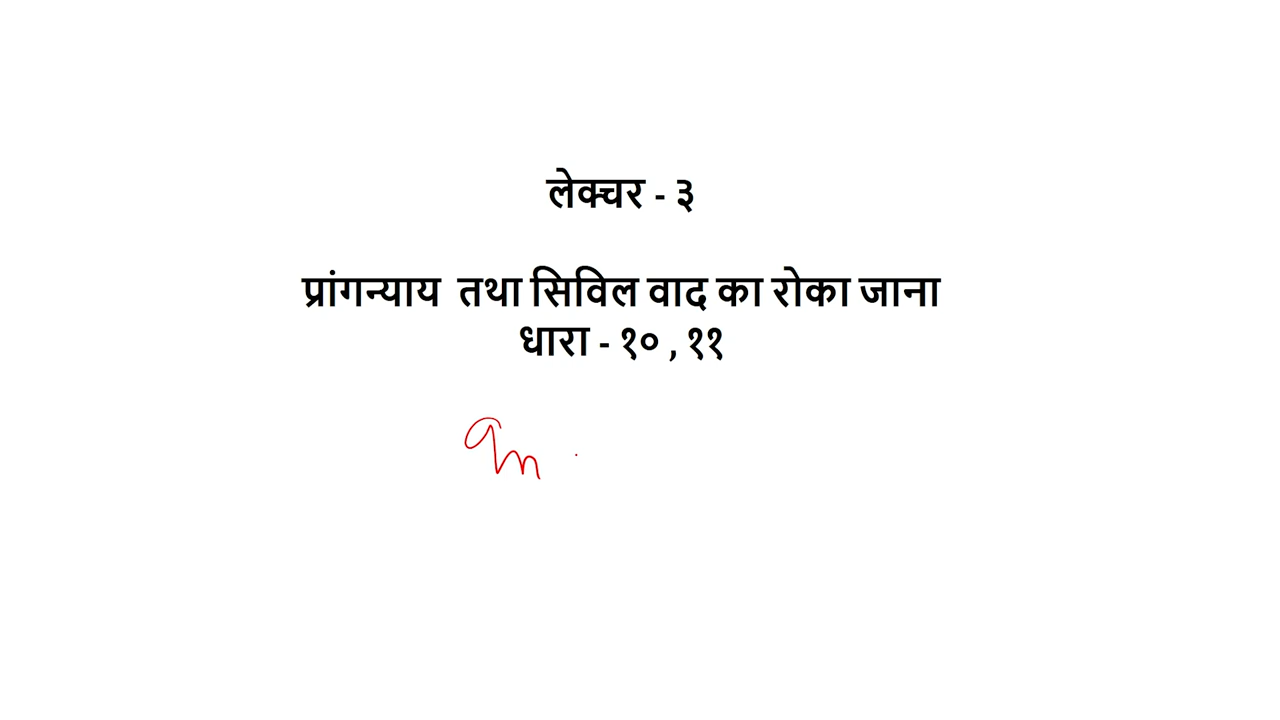 लेक्चर - ३
प्रांगन्याय तथा सिविल वाद का रोका जाना
धारा - १० , ११